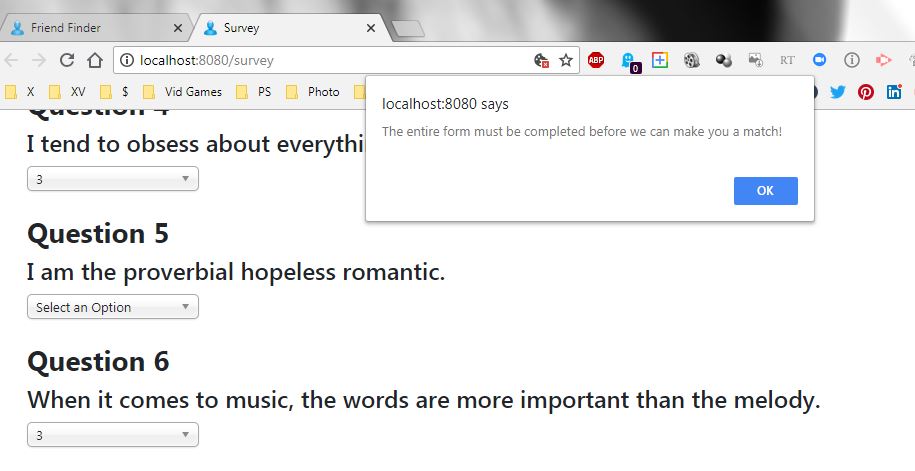 Friend Finder
Survey
localhost:8080/survey
ABP
0
RT
X
XV
$
Vid Games
PS
Photo
localhost:8080 says
The entire form must be completed before we can make you a match!
OK
I tend to obsess about everythi
3
Question 5
I am the proverbial hopeless romantic.
Select an Option
Question 6
When it comes to music, the words are more important than the melody.
3